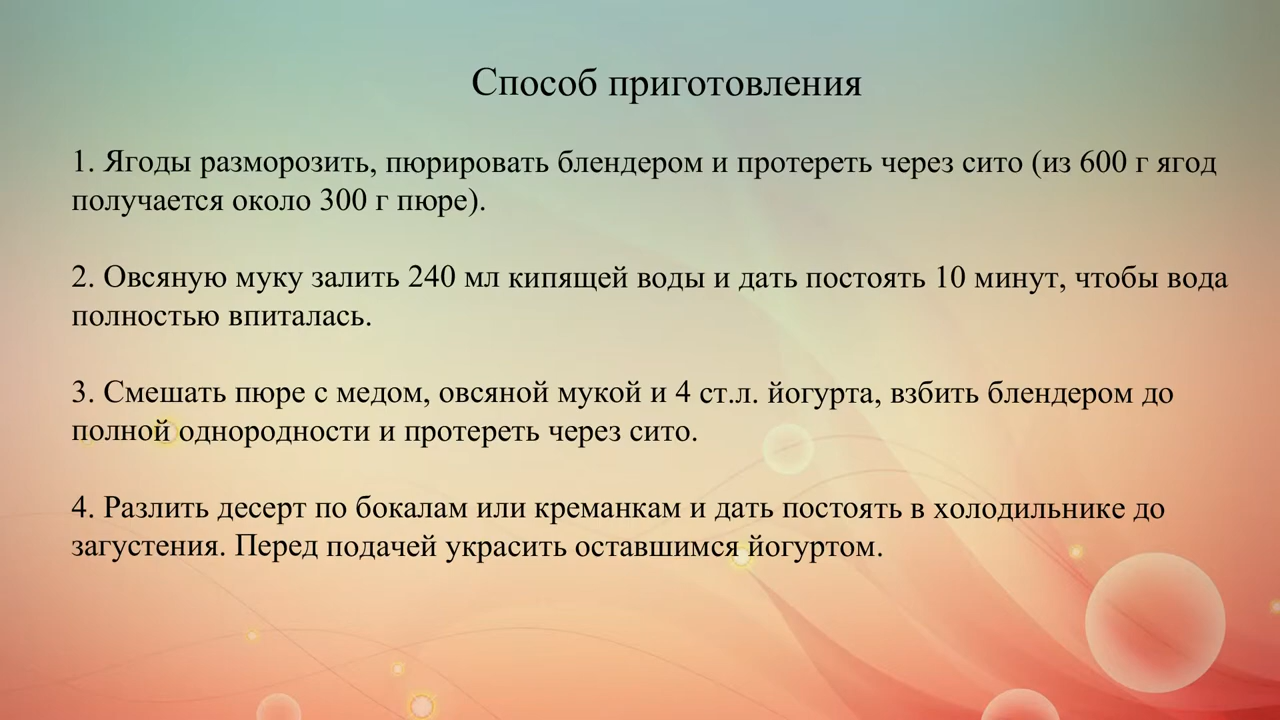 Способ приготовления
1. Ягоды разморозить, пюрировать блендером и протереть через сито (из 600 г ягод
получается около 300 г пюре).
2. Овсяную муку залить 240 мл кипящей воды и дать постоять 10 минут, чтобы вода
полностью впиталась.
3. Смешать пюре с медом, овсяной мукой и 4 ст.л. йогурта, взбить блендером до
полной однородности и протереть через сито.
4. Разлить десерт по бокалам или креманкам и дать постоять в холодильнике до
загустения. Перед подачей украсить оставшимся йогуртом.